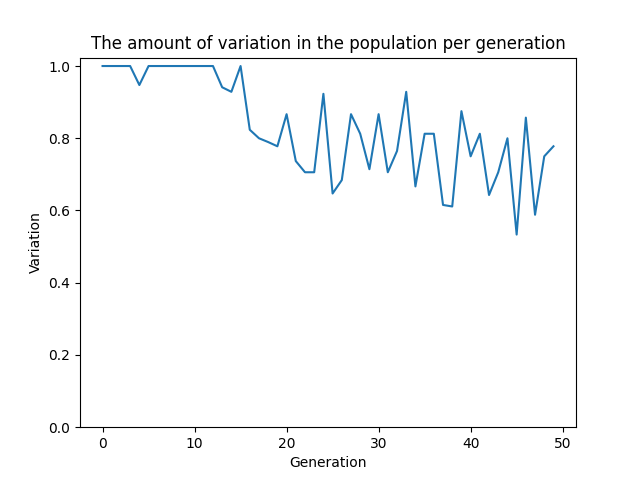 The amount of variation in the population per generation
1.0
0.8
0.6
0.4
0.2
0.0
Variation
0 10 20 30 40 50
Generation